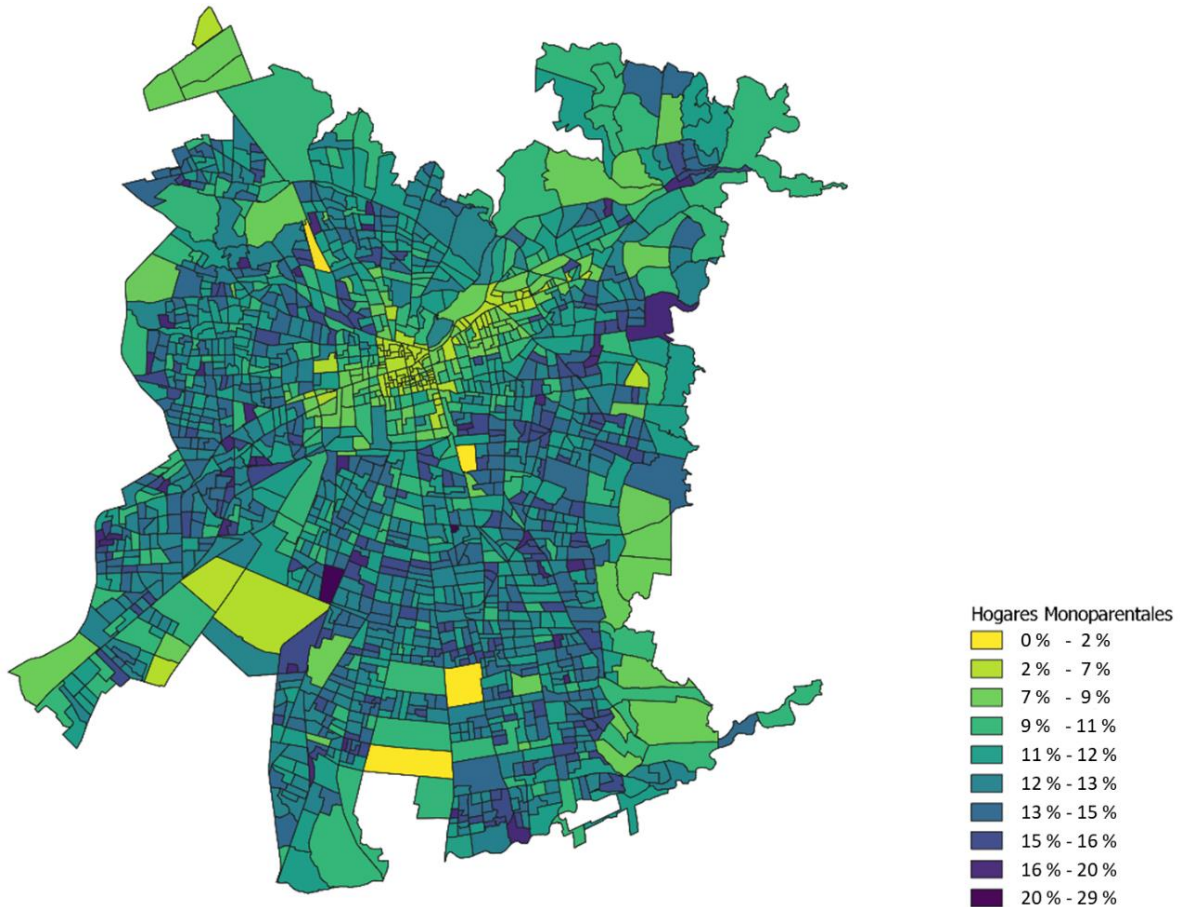 Hogares Monoparentales
0 % - 2 %
2 % - 7 %
7 % - 9 %
9 % - 11 %
11 % - 12 %
12 % - 13 %
13 % - 15 %
15 % - 16 %
16 % - 20 %
20 % - 29 %